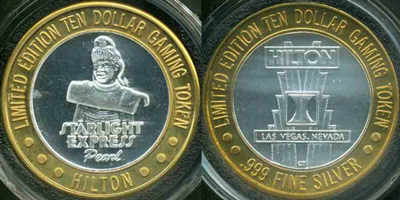 LIMITED EDITION TEN DOLLAR GAMING TOKEN
STARLIGHT
EXPRESS
Pearl
HILTON
LIMITED EDITION TEN DOLLAR GAMING TOKEN
HILTON
LAS VEGAS, NEVADA
CT
.999 FINE SILVER